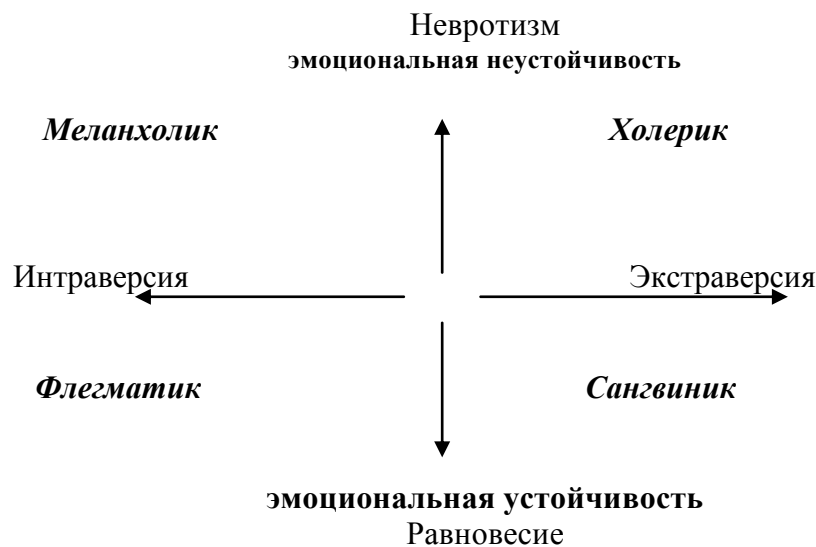 Невротизм
эмоциональная неустойчивость
Меланхолик
Холерик
Интраверсия
Экстраверсия
Флегматик
Сангвиник
эмоциональная устойчивость
Равновесие